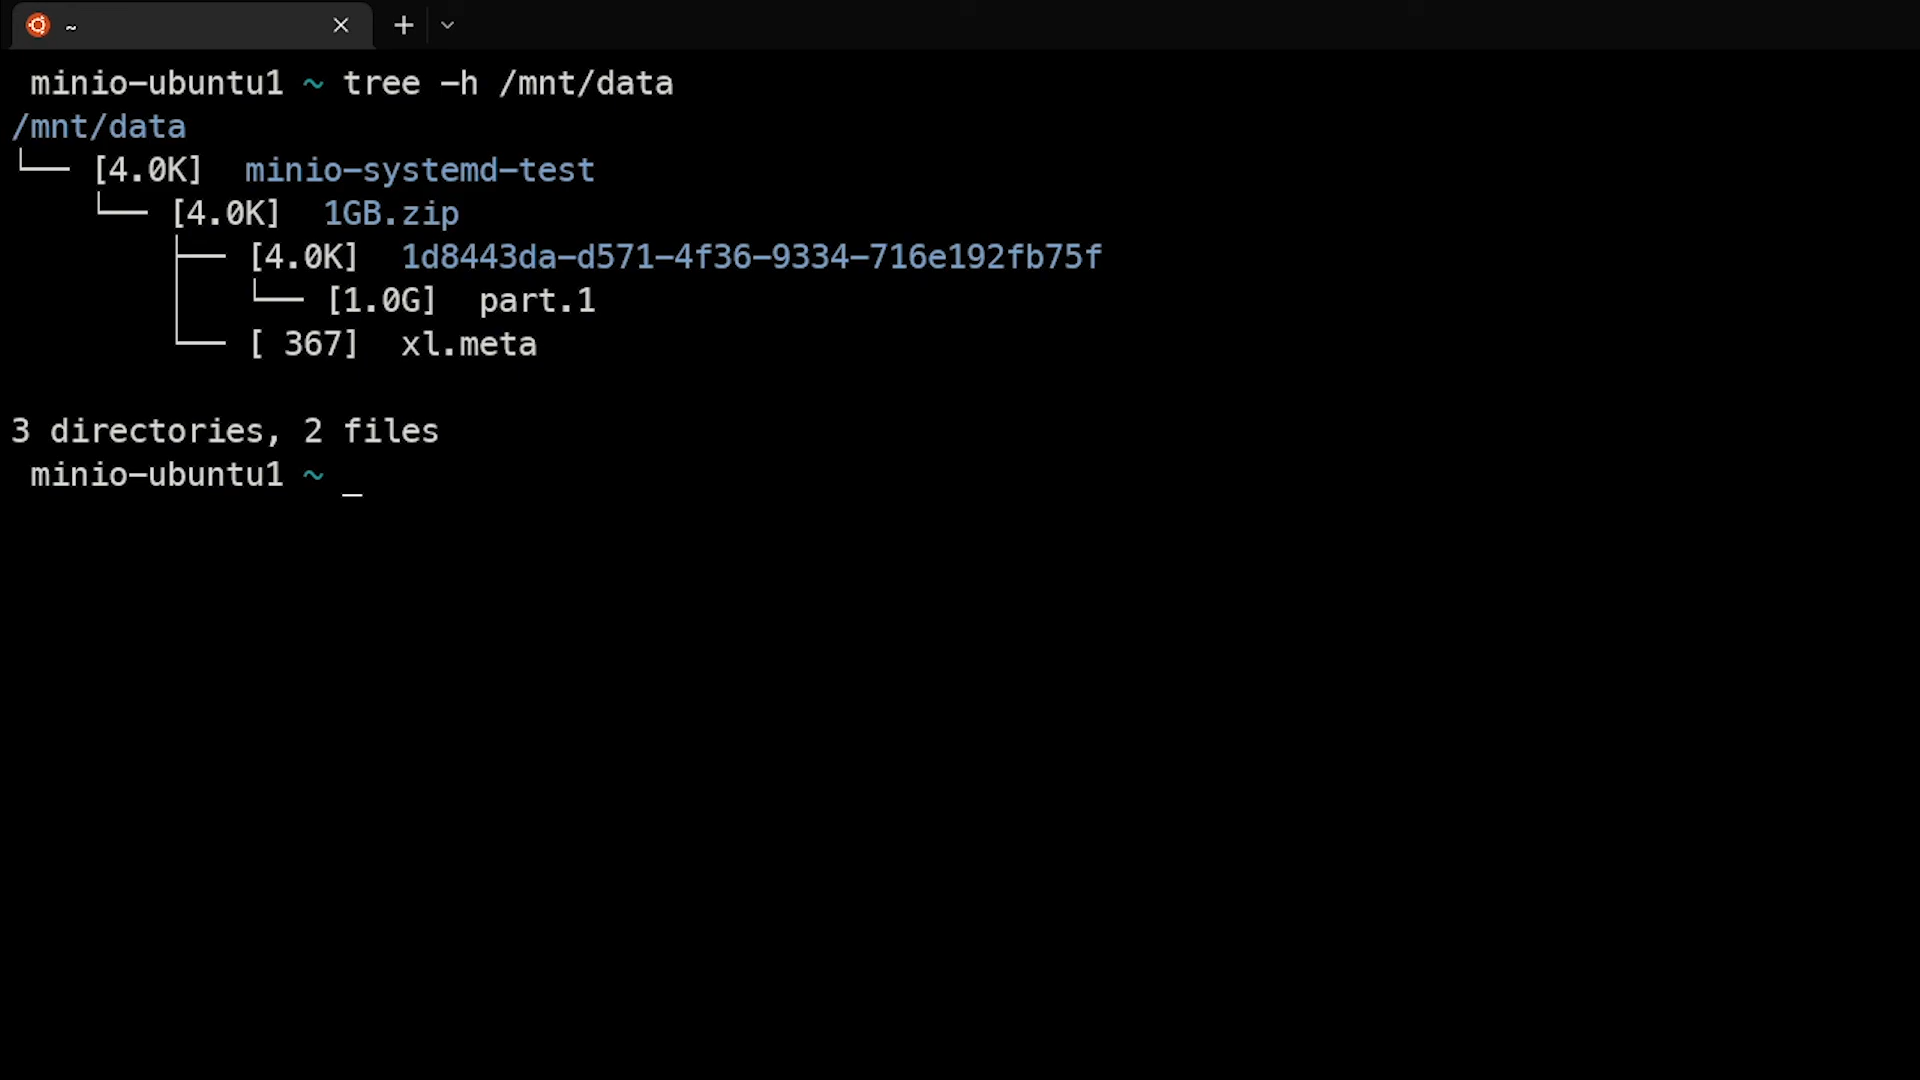 ~
minio-ubuntu1 ~ tree -h /mnt/data
/mnt/data
└── [4.0K]  minio-systemd-test
    └── [4.0K]  1GB.zip
        ├── [4.0K]  1d8443da-d571-4f36-9334-716e192fb75f
        │   └── [1.0G]  part.1
        └── [ 367]  xl.meta
3 directories, 2 files
minio-ubuntu1 ~ _